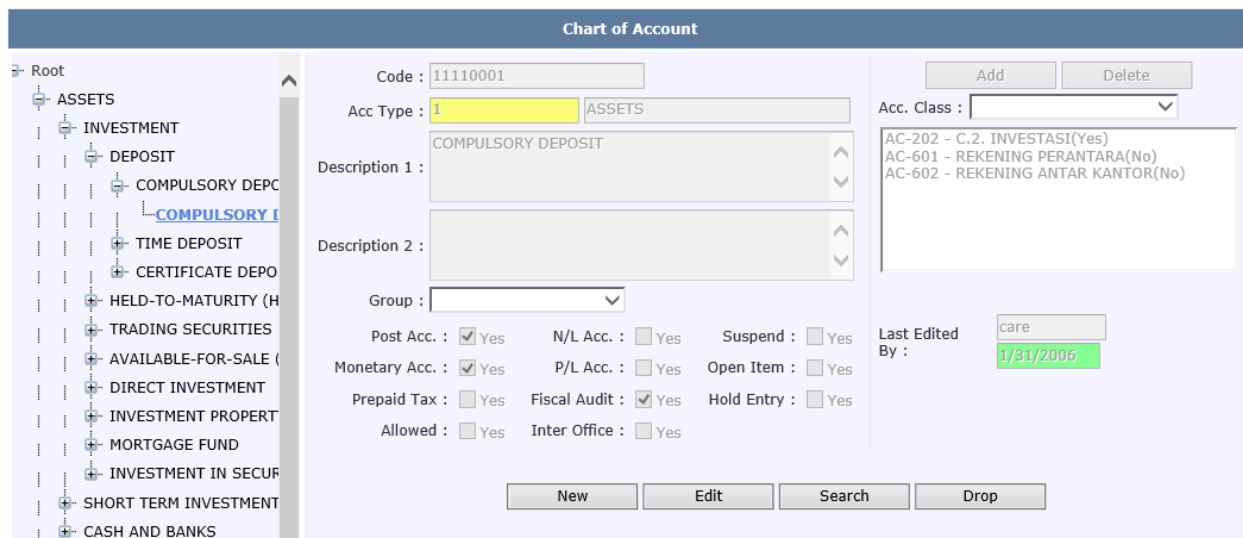 Chart of Account
Root
ASSETS
INVESTMENT
DEPOSIT
COMPULSORY DEPC
COMPULSORY
TIME DEPOSIT
CERTIFICATE DEPO
HELD-TO-MATURITY (H
TRADING SECURITIES
AVAILABLE-FOR-SALE (
DIRECT INVESTMENT
INVESTMENT PROPERT
MORTGAGE FUND
INVESTMENT IN SECUR
SHORT TERM INVESTMENT
CASH AND BANKS
Code : 11110001
Acc Type : 1 ASSETS
Description 1 : COMPULSORY DEPOSIT
Description 2 :
Group :
Post Acc. : Yes N/L Acc. : Yes Suspend : Yes
Monetary Acc. : Yes P/L Acc. : Yes Open Item : Yes
Prepaid Tax : Yes Fiscal Audit : Yes Hold Entry : Yes
Allowed : Yes Inter Office : Yes
Add Delete
Acc. Class :
AC-202 - C.2. INVESTASI(Yes)
AC-601 - REKENING PERANTARA(No)
AC-602 - REKENING ANTAR KANTOR(No)
Last Edited By : care
1/31/2006
New Edit Search Drop